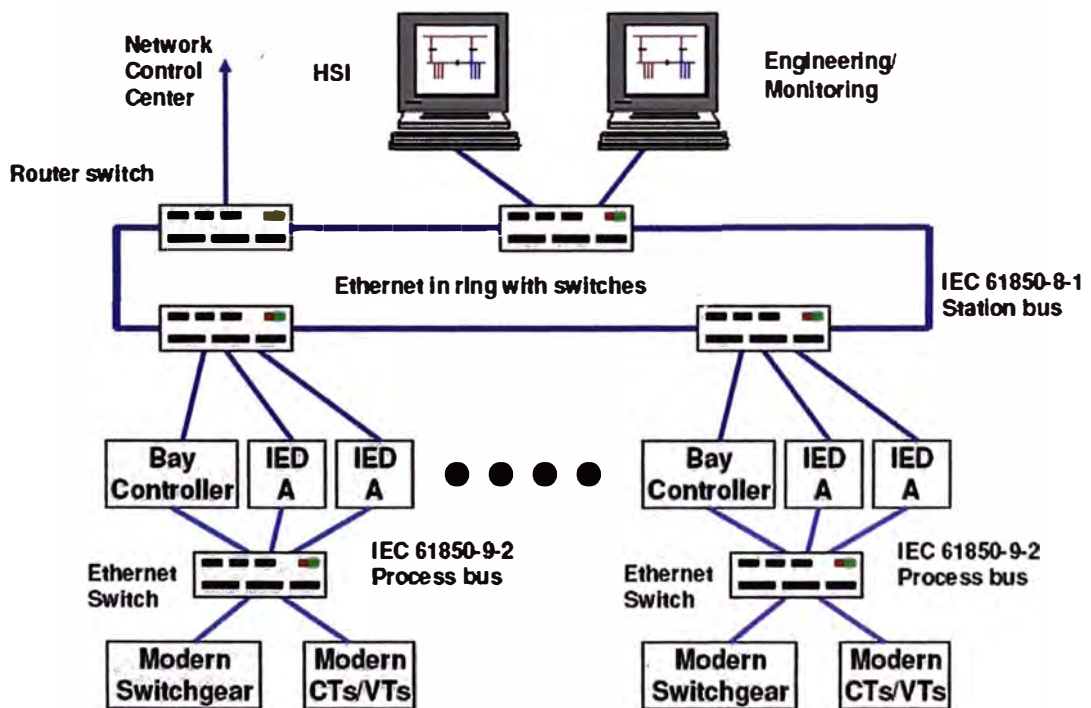 Network
Control
Center
HSI
Engineering/
Monitoring
Router switch
Ethernet in ring with switches
IEC 61850-8-1
Station bus
Bay
Controller
IED
A
IED
A
Bay
Controller
IED
A
IED
A
IEC 61850-9-2
Process bus
Ethernet
Switch
IEC 61850-9-2
Process bus
Ethernet
Switch
Modern
Switchgear
Modern
CTs/VTs
Modern
Switchgear
Modern
CTs/VTs